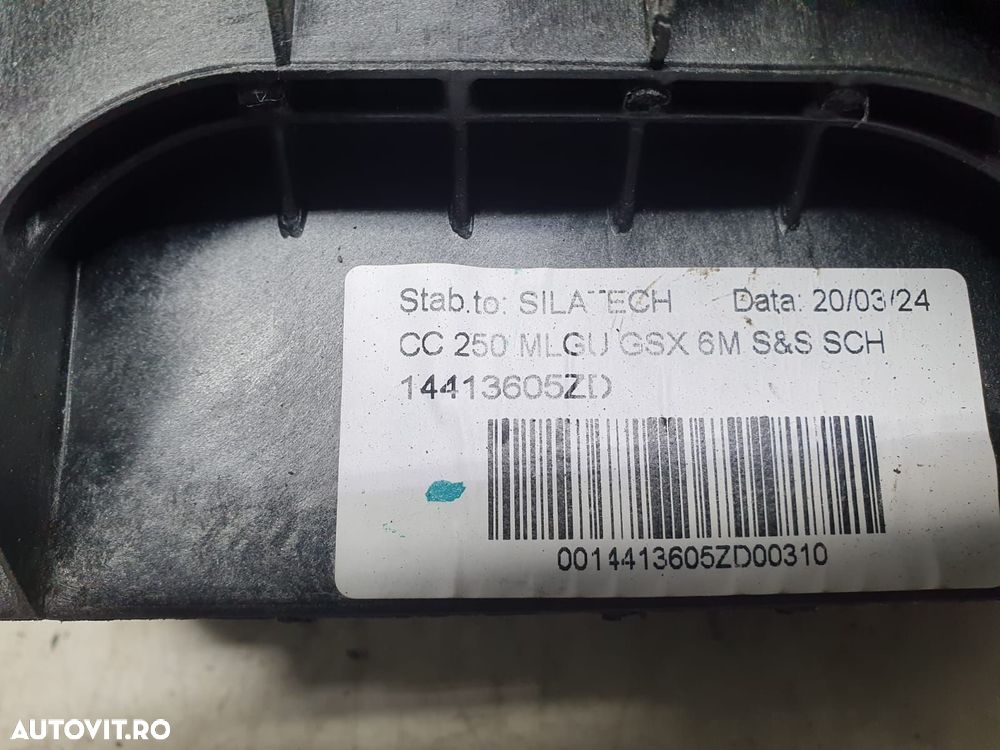 Stab.to: SILATECH Data: 20/03/24
CC 250 MLGU GSX 6M S&S SCH
14413605ZD
0014413605ZD00310
AUTOVIT.RO